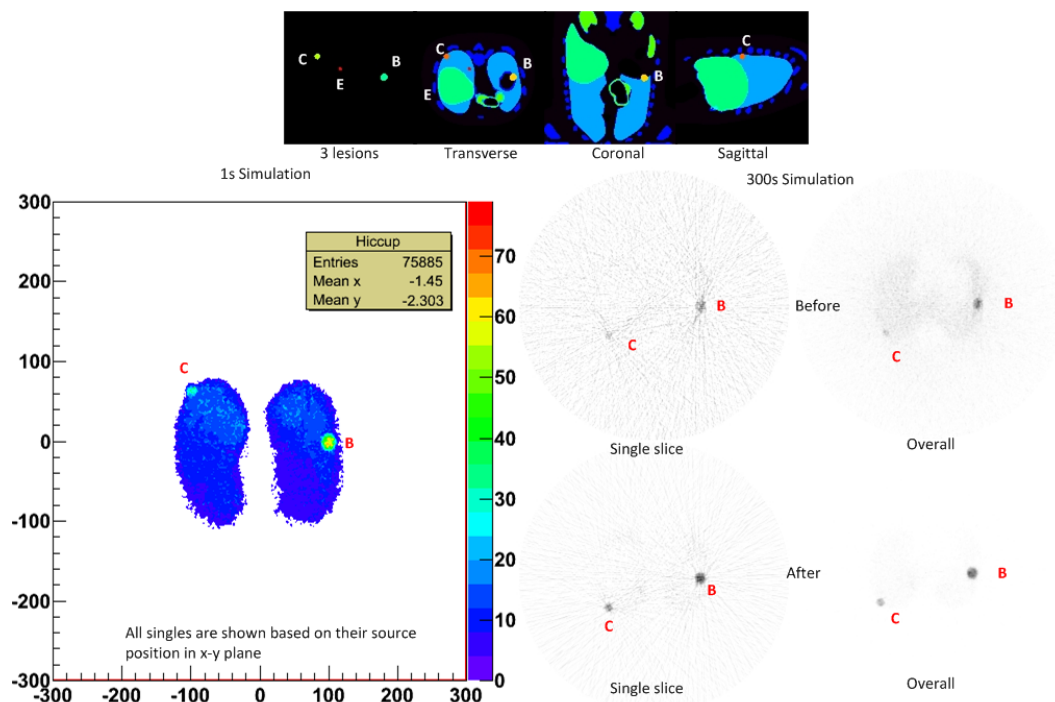 C
B
E
C
B
E
B
C
3 lesions
Transverse
Coronal
Sagittal
1s Simulation
300s Simulation
300
200
100
0
-100
-200
-300
Hiccup
Entries 75885
Mean x -1.45
Mean y -2.303
C
B
All singles are shown based on their source
position in x-y plane
-300 -200 -100 0 100 200 300
70
60
50
40
30
20
10
0
B
C
Single slice
Before
B
C
Overall
B
C
Single slice
After
B
C
Overall